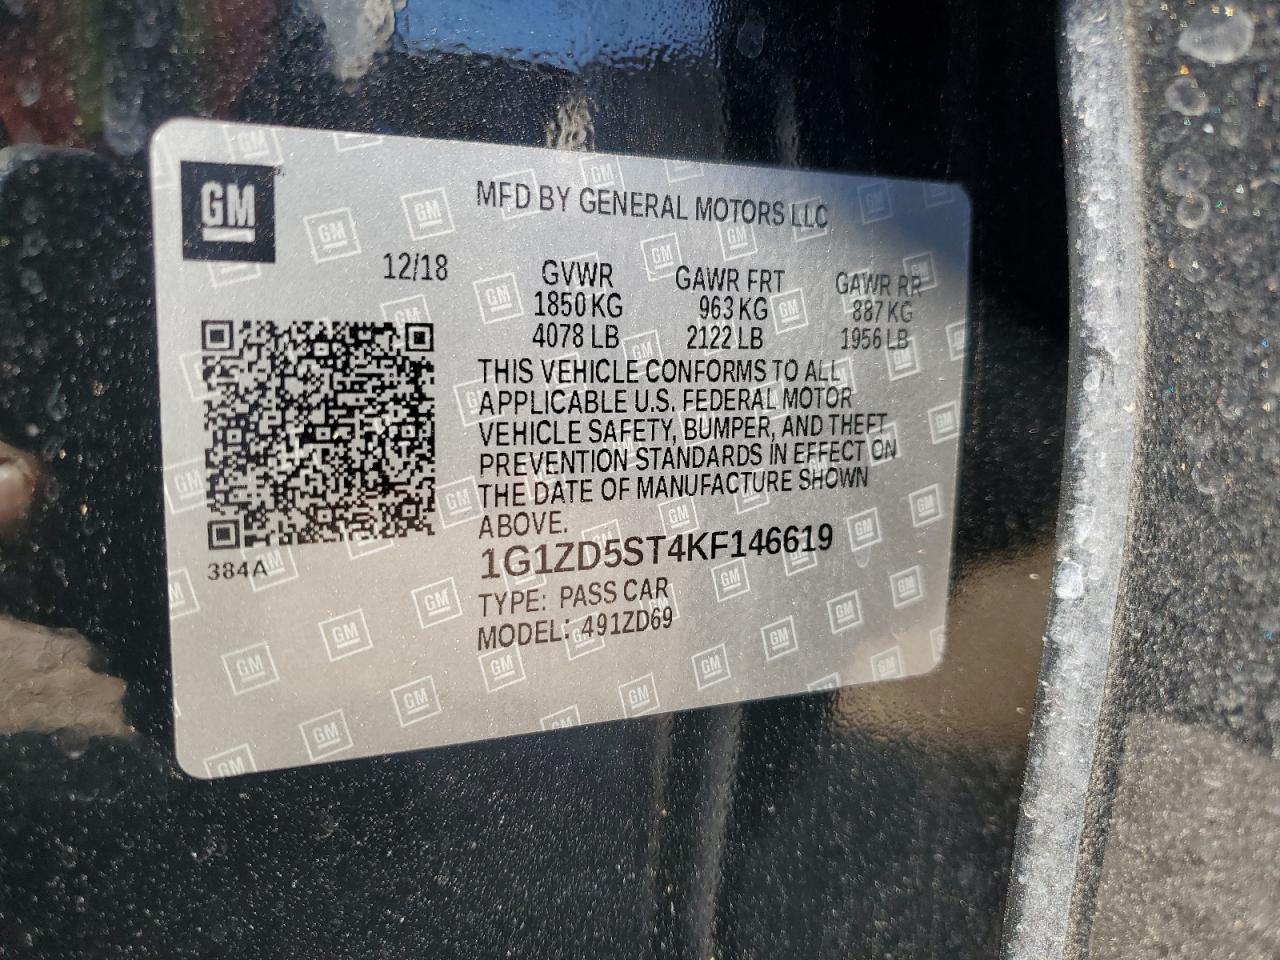 GM
MFD BY GENERAL MOTORS LLC
12/18
GVWR GAWR FRT GAWR RR
1850 KG 963 KG 887 KG
4078 LB 2122 LB 1956 LB
THIS VEHICLE CONFORMS TO ALL
APPLICABLE U.S. FEDERAL MOTOR
VEHICLE SAFETY, BUMPER, AND THEFT
PREVENTION STANDARDS IN EFFECT ON
THE DATE OF MANUFACTURE SHOWN
ABOVE.
384A
1G1ZD5ST4KF146619
TYPE: PASS CAR
MODEL: 491ZD69